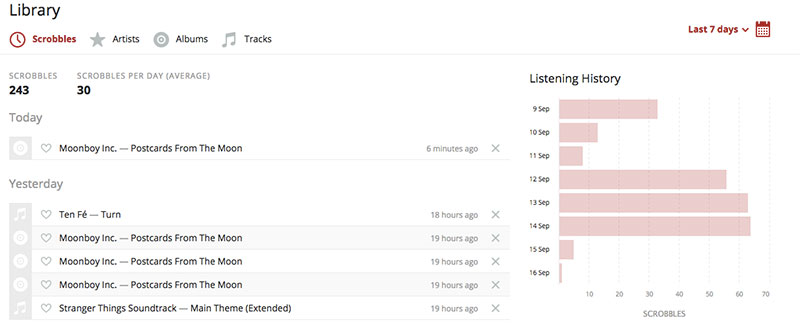 Library
Scrobbles Artists Albums Tracks
Last 7 days
SCROBBLES SCROBBLES PER DAY (AVERAGE)
243 30
Today
Moonboy Inc. — Postcards From The Moon 6 minutes ago
Yesterday
Ten Fé — Turn 18 hours ago
Moonboy Inc. — Postcards From The Moon 19 hours ago
Moonboy Inc. — Postcards From The Moon 19 hours ago
Moonboy Inc. — Postcards From The Moon 19 hours ago
Stranger Things Soundtrack — Main Theme (Extended) 19 hours ago
Listening History
9 Sep
10 Sep
11 Sep
12 Sep
13 Sep
14 Sep
15 Sep
16 Sep
10 20 30 40 50 60 70
SCROBBLES